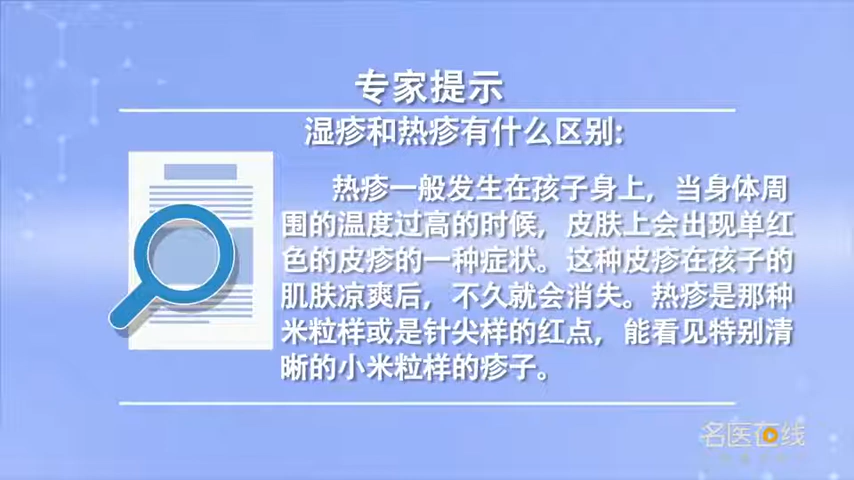 专家提示
湿疹和热疹有什么区别:
热疹一般发生在孩子身上，当身体周
围的温度过高的时候，皮肤上会出现单红
色的皮疹的一种症状。这种皮疹在孩子的
肌肤凉爽后，不久就会消失。热疹是那种
米粒样或是针尖样的红点，能看见特别清
晰的小米粒样的疹子。
名医在线